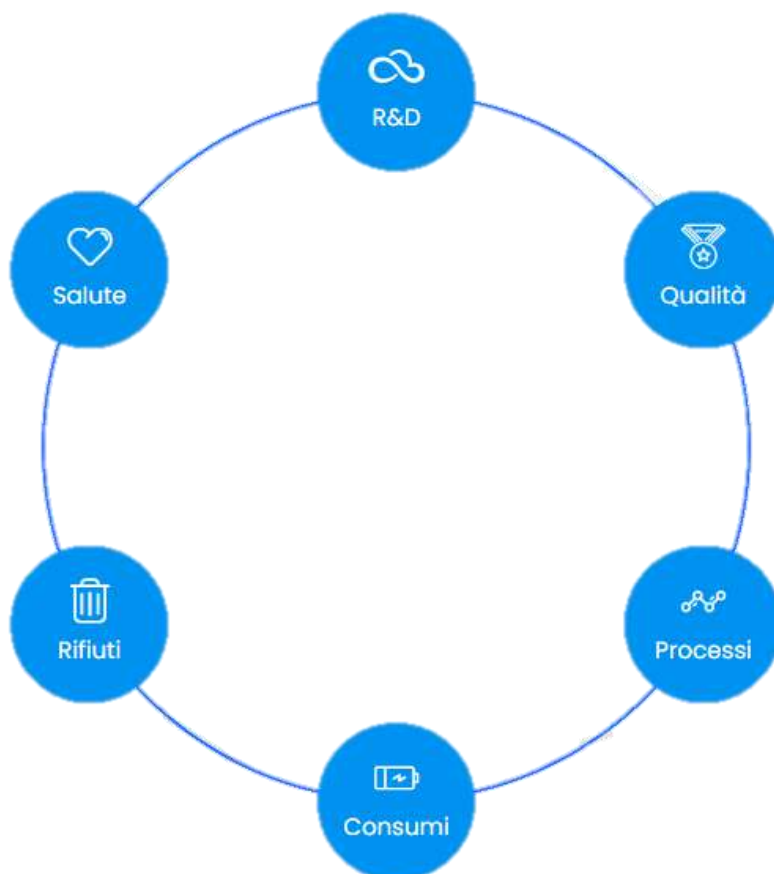 R&D
Salute
Qualità
Rifiuti
Processi
Consumi